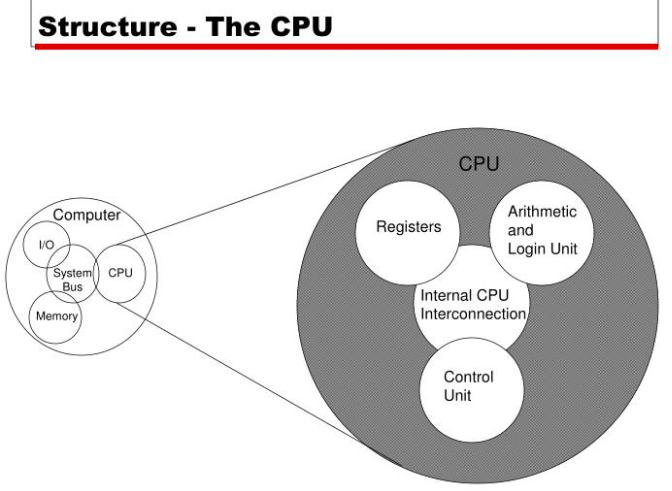 Structure - The CPU
Computer
I/O
System
Bus
CPU
Memory
CPU
Registers
Arithmetic
and
Login Unit
Internal CPU
Interconnection
Control
Unit